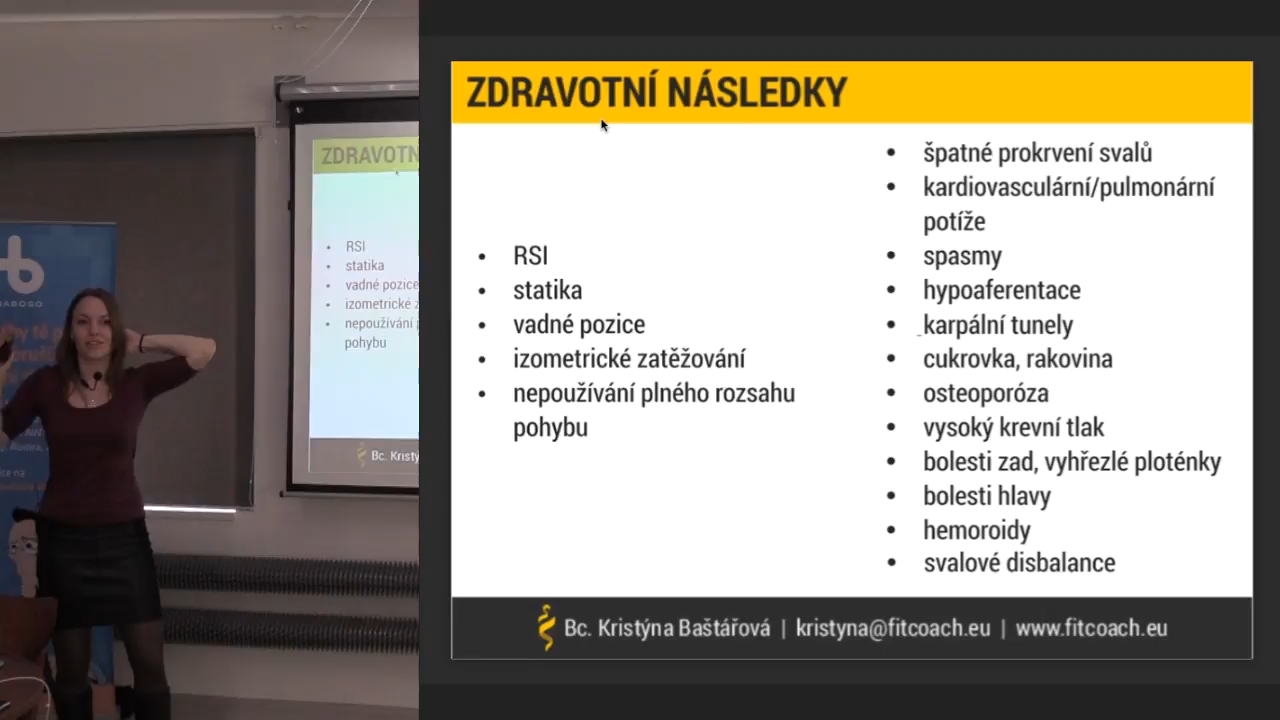 ZDRAVOTNÍ NÁSLEDKY
• RSI
• statika
• vadné pozice
• izometrické zatěžování
• nepoužívání plného rozsahu
pohybu
• špatné prokrvení svalů
• kardiovasculární/pulmonární
potíže
• spasmy
• hypoaferentace
• karpální tunely
• cukrovka, rakovina
• osteoporóza
• vysoký krevní tlak
• bolesti zad, vyhřezlé ploténky
• bolesti hlavy
• hemoroidy
• svalové disbalance
Bc. Kristýna Baštářová | kristyna@fitcoach.eu | www.fitcoach.eu
ZDRAVOTN
• RSI
• statika
• vadné pozice
• izometrické z
• nepoužívání
pohybu
Bc. Kristý